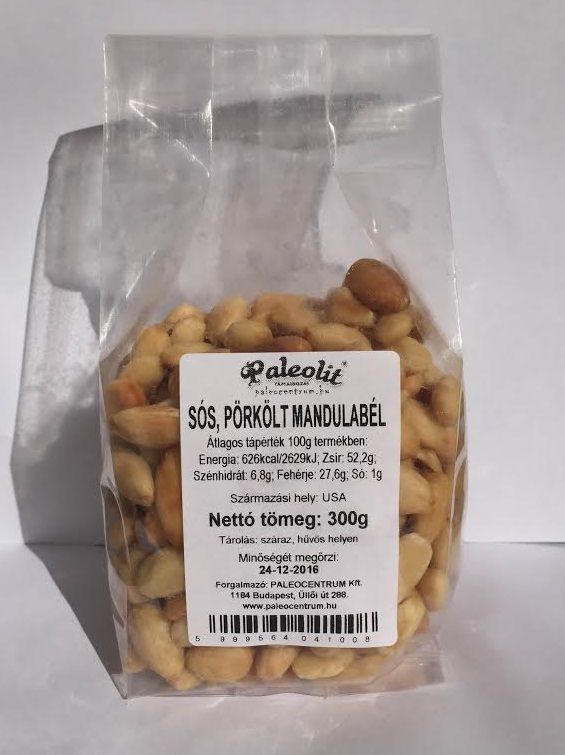 Paleolit®
TÁPLÁLKOZÁS
paleocentrum.hu
SÓS, PÖRKÖLT MANDULABÉL
Átlagos tápérték 100g termékben:
Energia: 626kcal/2629kJ; Zsír: 52,2g;
Szénhidrát: 6,8g; Fehérje: 27,6g; Só: 1g
Származási hely: USA
Nettó tömeg: 300g
Tárolás: száraz, hűvös helyen
Minőségét megőrzi:
24-12-2016
Forgalmazó: PALEOCENTRUM Kft.
1184 Budapest, Üllői út 288.
www.paleocentrum.hu
5 999564 041008